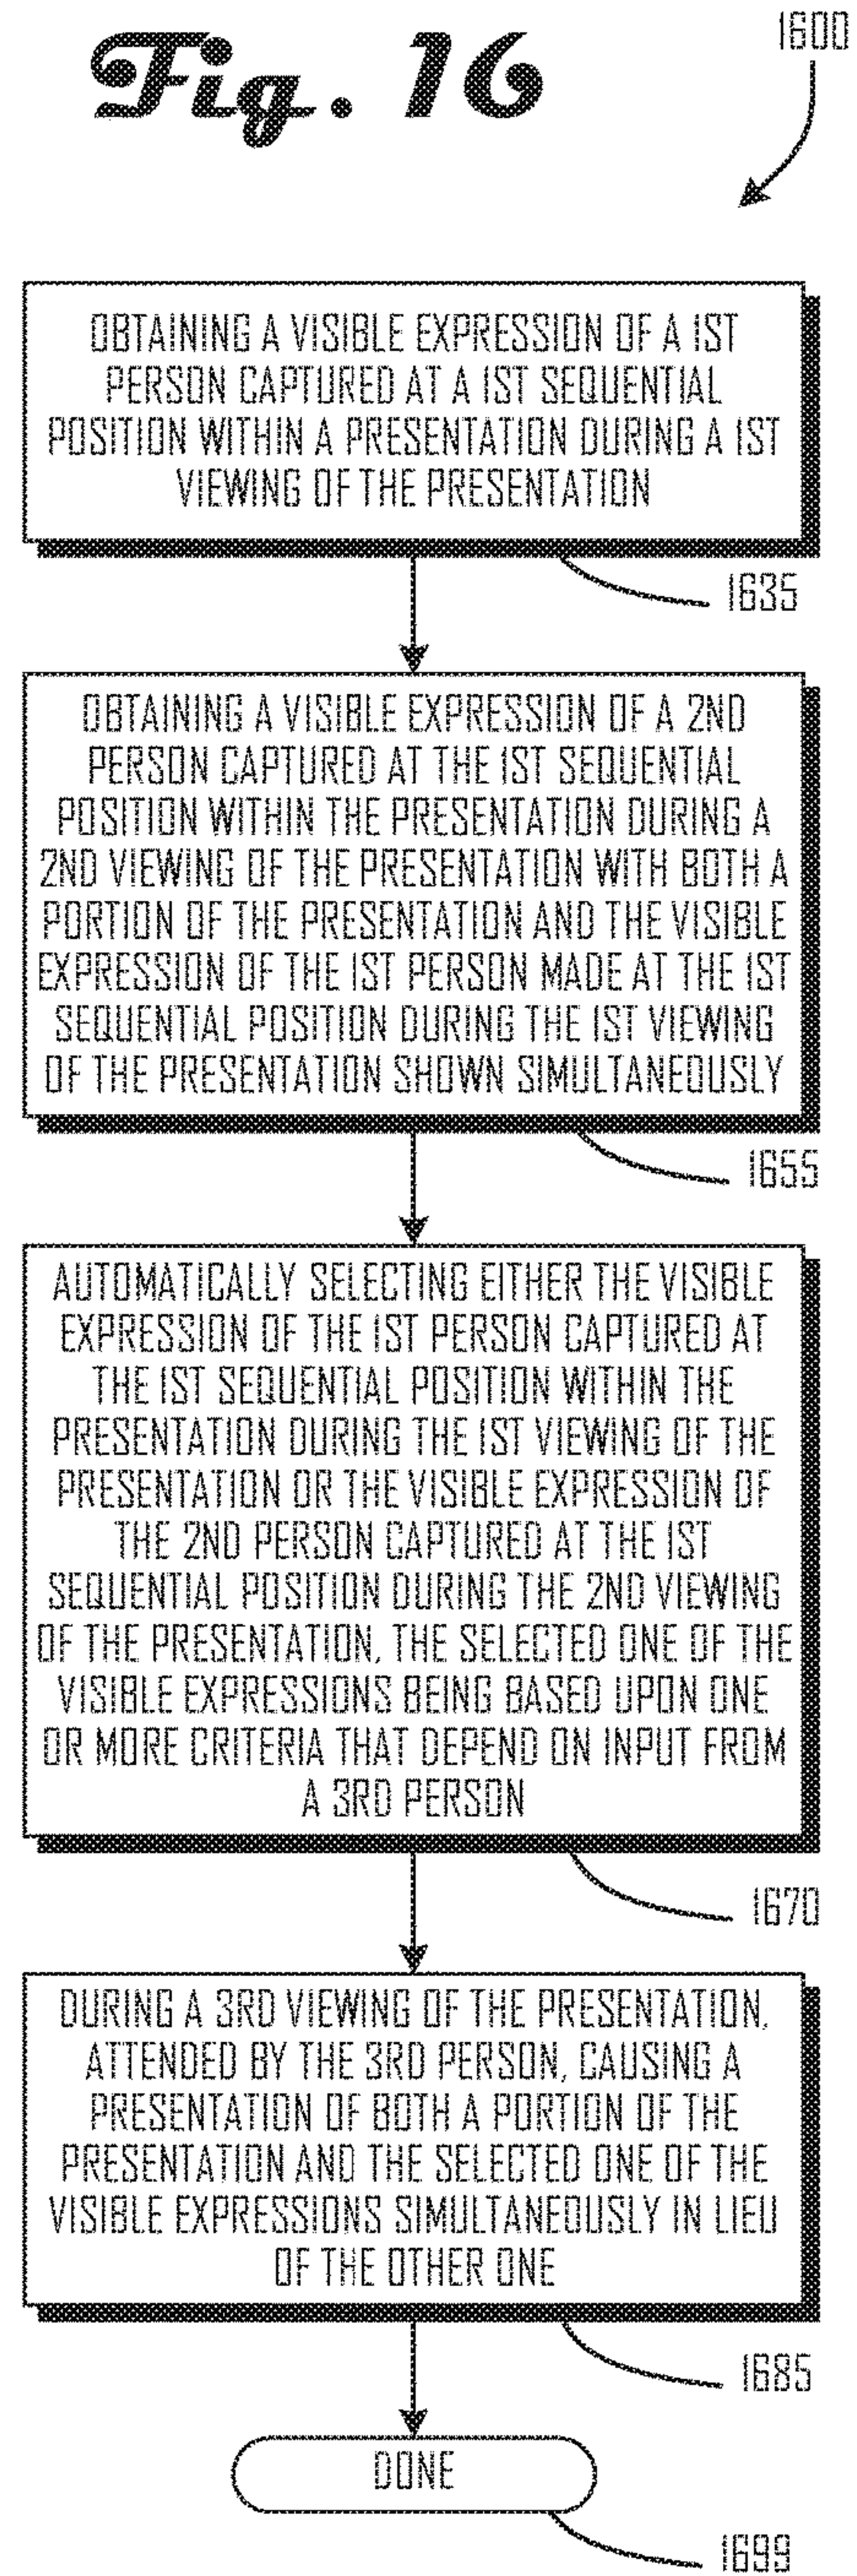 Fig. 16
1600
OBTAINING A VISIBLE EXPRESSION OF A 1ST
PERSON CAPTURED AT A 1ST SEQUENTIAL
POSITION WITHIN A PRESENTATION DURING A 1ST
VIEWING OF THE PRESENTATION
1635
OBTAINING A VISIBLE EXPRESSION OF A 2ND
PERSON CAPTURED AT THE 1ST SEQUENTIAL
POSITION WITHIN THE PRESENTATION DURING A
2ND VIEWING OF THE PRESENTATION WITH BOTH A
PORTION OF THE PRESENTATION AND THE VISIBLE
EXPRESSION OF THE 1ST PERSON MADE AT THE 1ST
SEQUENTIAL POSITION DURING THE 1ST VIEWING
OF THE PRESENTATION SHOWN SIMULTANEOUSLY
1655
AUTOMATICALLY SELECTING EITHER THE VISIBLE
EXPRESSION OF THE 1ST PERSON CAPTURED AT
THE 1ST SEQUENTIAL POSITION WITHIN THE
PRESENTATION DURING THE 1ST VIEWING OF THE
PRESENTATION OR THE VISIBLE EXPRESSION OF
THE 2ND PERSON CAPTURED AT THE 1ST
SEQUENTIAL POSITION DURING THE 2ND VIEWING
OF THE PRESENTATION, THE SELECTED ONE OF THE
VISIBLE EXPRESSIONS BEING BASED UPON ONE
OR MORE CRITERIA THAT DEPEND ON INPUT FROM
A 3RD PERSON
1670
DURING A 3RD VIEWING OF THE PRESENTATION,
ATTENDED BY THE 3RD PERSON, CAUSING A
PRESENTATION OF BOTH A PORTION OF THE
PRESENTATION AND THE SELECTED ONE OF THE
VISIBLE EXPRESSIONS SIMULTANEOUSLY IN LIEU
OF THE OTHER ONE
1685
DONE
1699